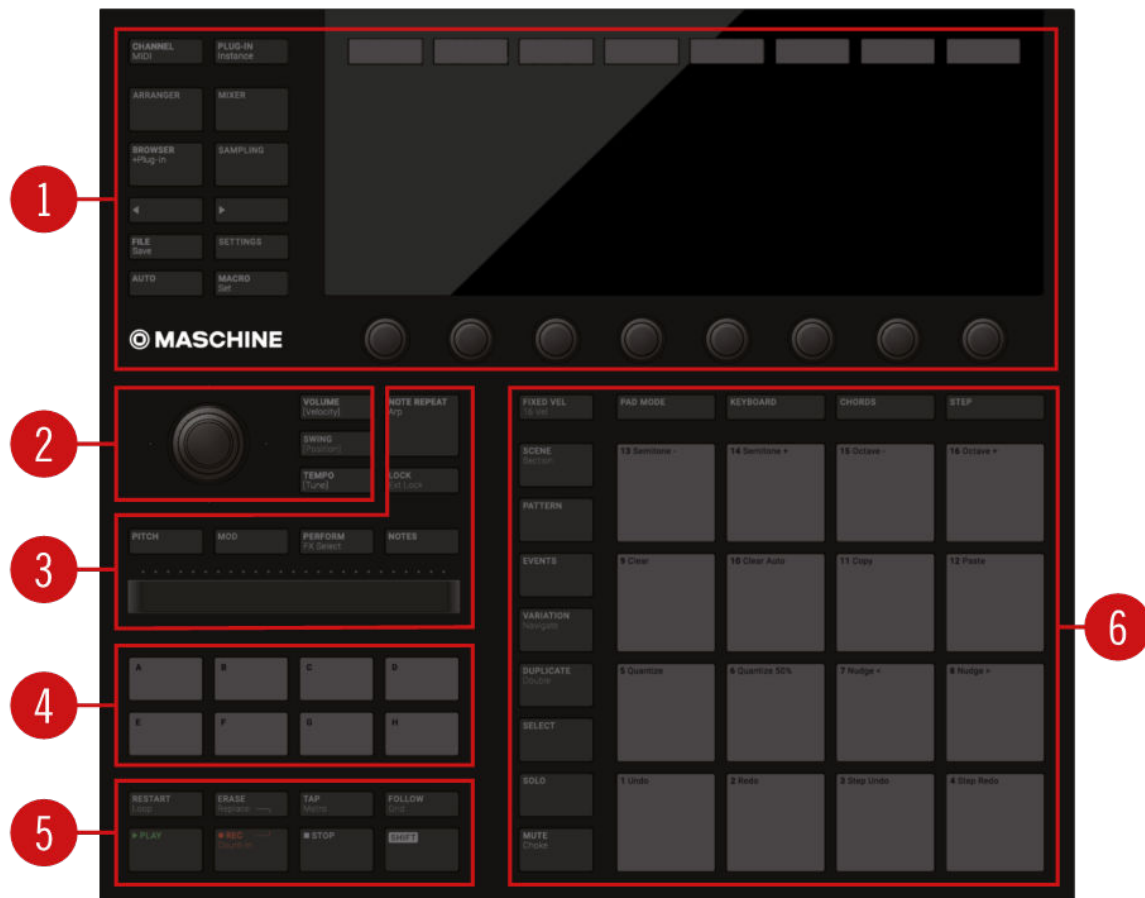 CHANNEL
MIDI
PLUG-IN
Instance
ARRANGER
MIXER
BROWSER
+Plug-in
SAMPLING
FILE
Save
SETTINGS
AUTO
MACRO
Set
MASCHINE
1
VOLUME
[Velocity]
SWING
[Position]
TEMPO
[Tune]
2
NOTE REPEAT
Arp
LOCK
Ext Lock
PITCH
MOD
PERFORM
FX Select
NOTES
3
A
B
C
D
E
F
G
H
4
RESTART
Loop
ERASE
Replace
TAP
Metro
FOLLOW
Grid
PLAY
REC
Count-in
STOP
SHIFT
5
FIXED VEL
16 Vel
PAD MODE
KEYBOARD
CHORDS
STEP
SCENE
Section
PATTERN
EVENTS
VARIATION
Navigate
DUPLICATE
Double
SELECT
SOLO
MUTE
Choke
13 Semitone -
14 Semitone +
15 Octave -
16 Octave +
9 Clear
10 Clear Auto
11 Copy
12 Paste
5 Quantize
6 Quantize 50%
7 Nudge <
8 Nudge >
1 Undo
2 Redo
3 Step Undo
4 Step Redo
6